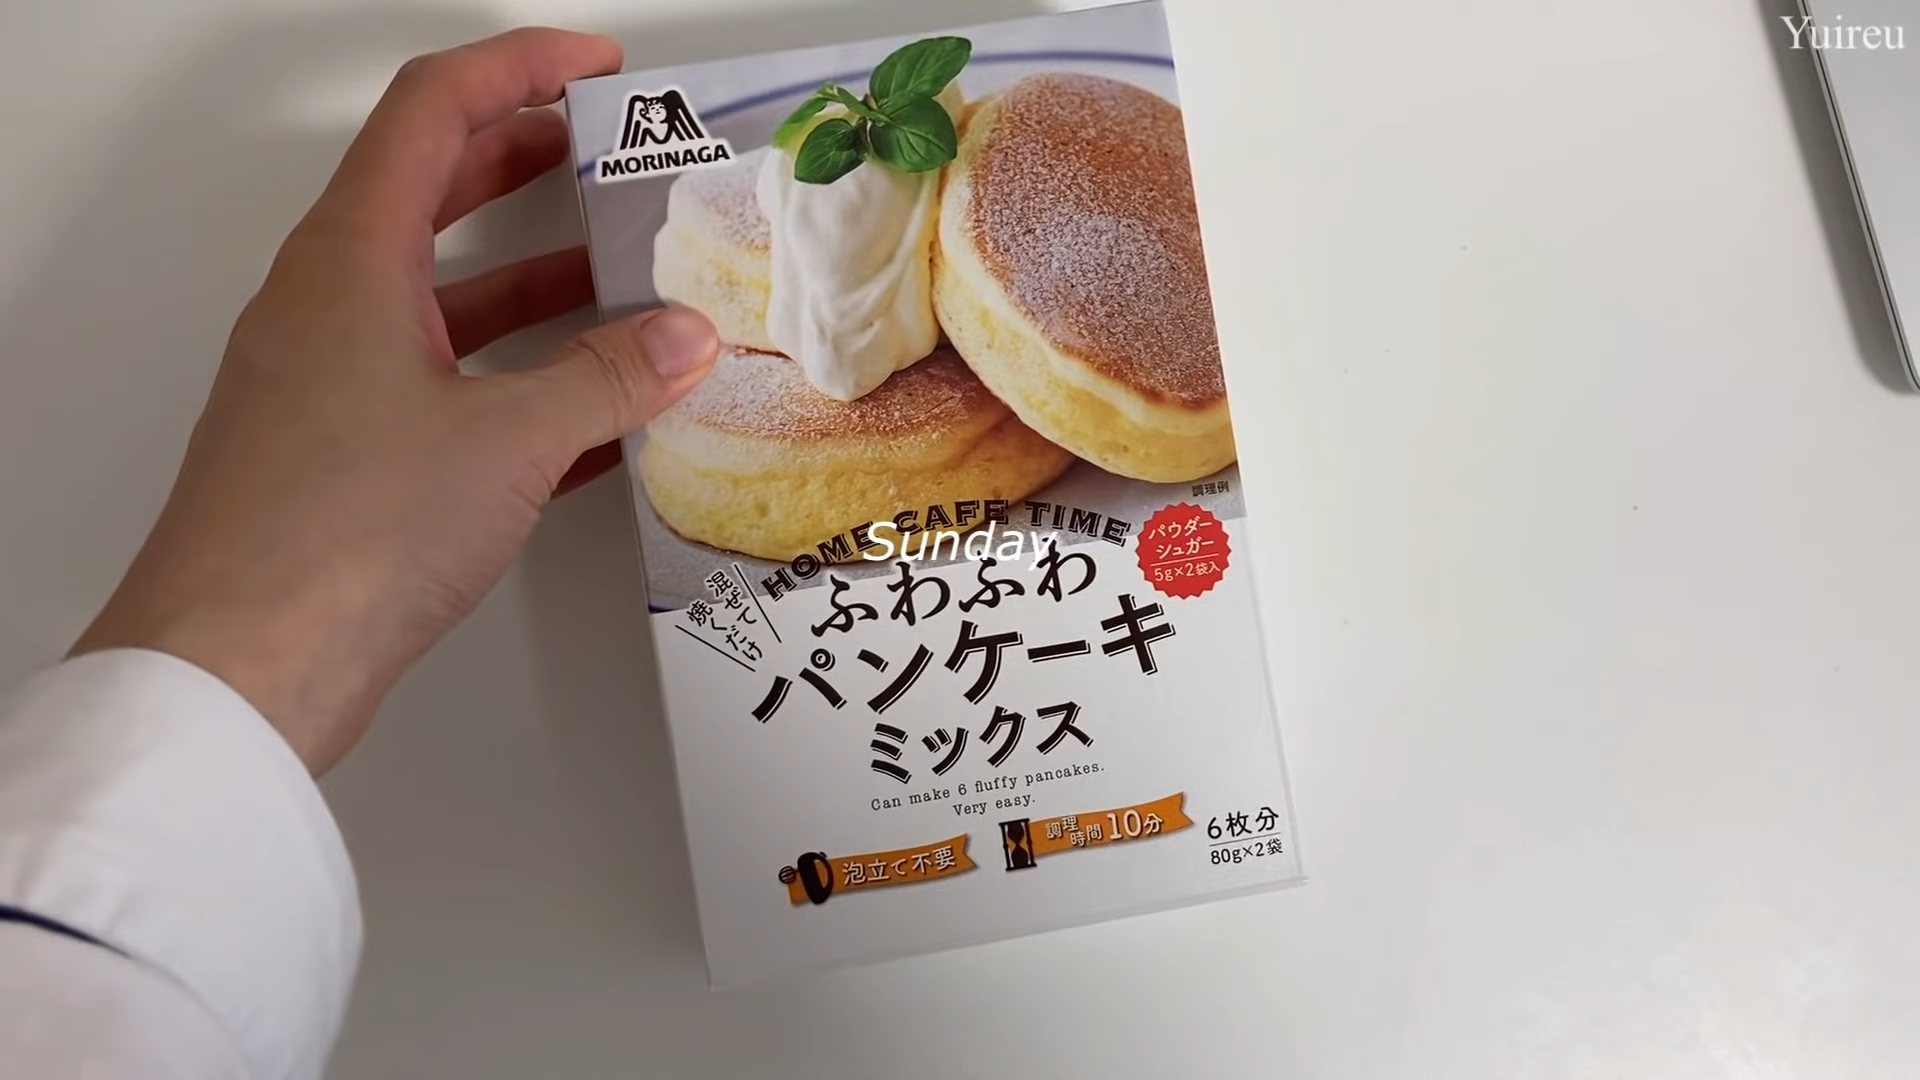 Yuireu
MORINAGA
調理例
HOME CAFE TIME
パウダー
シュガー
5g×2袋入
Sunday
混ぜて
焼くだけ
ふわふわ
パンケーキ
ミックス
Can make 6 fluffy pancakes.
Very easy.
泡立て不要
調理
時間 10分
6枚分
80g×2袋